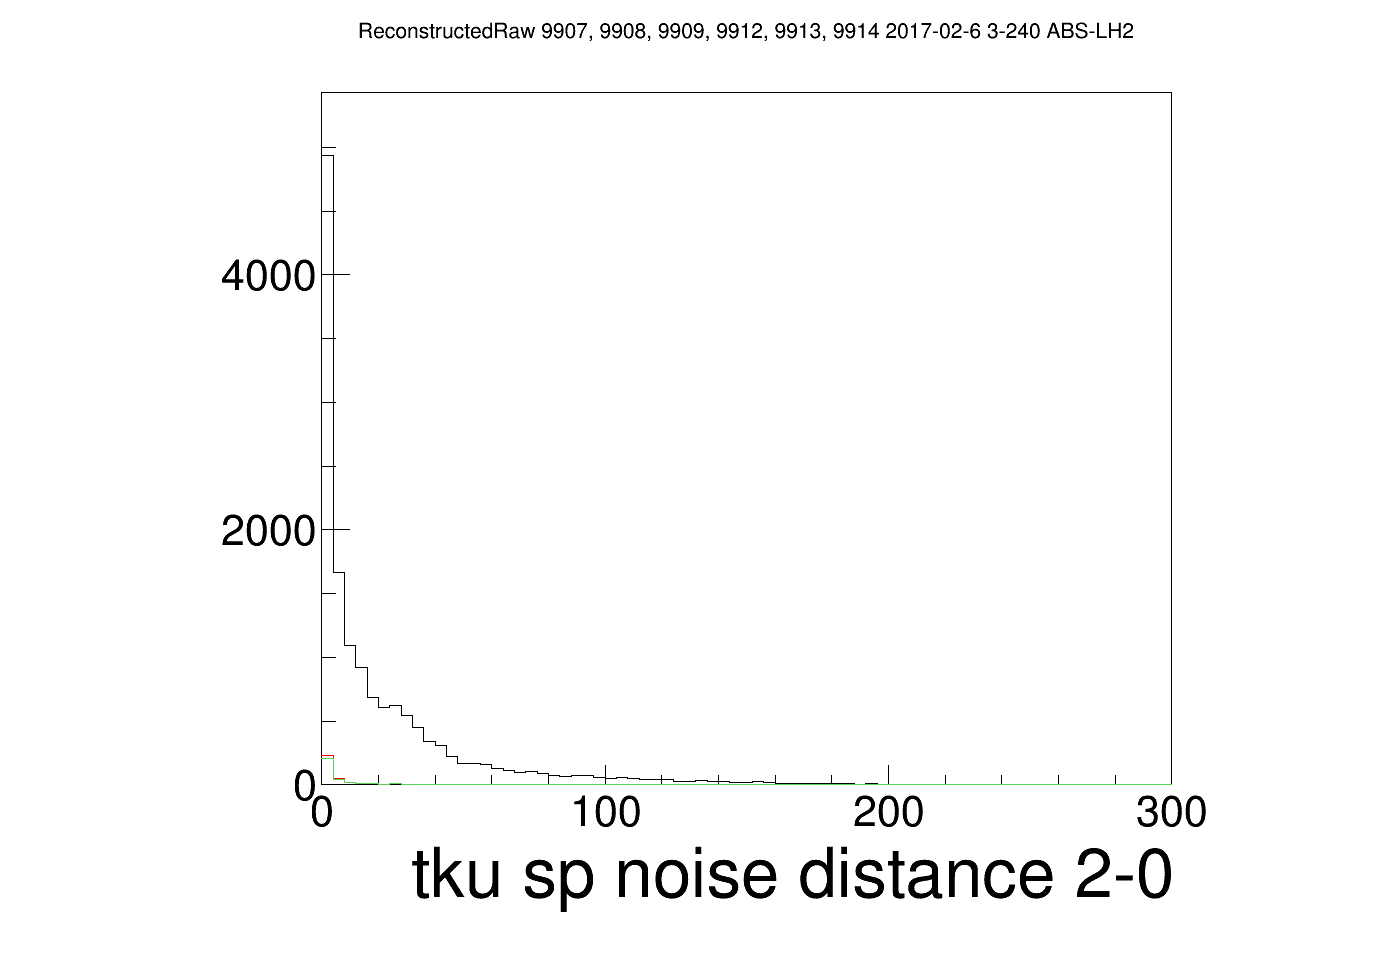 ReconstructedRaw 9907, 9908, 9909, 9912, 9913, 9914 2017-02-6 3-240 ABS-LH2
4000
2000
0
0 100 200 300
tku sp noise distance 2-0